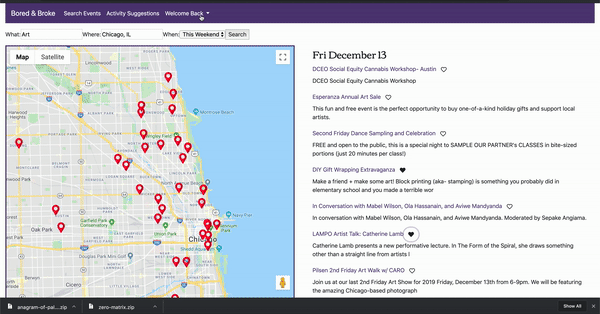 Bored & Broke Search Events Activity Suggestions Welcome Back
What: Art Where: Chicago, IL When: This Weekend Search
Map Satellite
Fri December 13
DCEO Social Equity Cannabis Workshop- Austin
DCEO Social Equity Cannabis Workshop
Esperanza Annual Art Sale
This fun and free event is the perfect opportunity to buy one-of-a-kind holiday gifts and support local
artists.
Second Friday Dance Sampling and Celebration
FREE and open to the public, this is a special night to SAMPLE OUR PARTNER's CLASSES in bite-sized
portions (just 20 minutes per class!)
DIY Gift Wrapping Extravaganza
Make a friend + make some art! Block printing (aka- stamping) is something you probably did in
elementary school and you made a terrible wor
In Conversation with Mabel Wilson, Ola Hassanain, and Aviwe Mandyanda
In conversation with Mabel Wilson, Ola Hassanain, and Aviwe Mandyanda. Moderated by Sepake Angiama.
LAMPO Artist Talk: Catherine Lamb
Catherine Lamb presents a new performative lecture. In The Form of the Spiral, she draws something
other than a straight line from artists l
Pilsen 2nd Friday Art Walk w/ CARO
Join us at our last 2nd Friday Art Show for 2019 Friday, December 13th from 6-9pm. We will be featuring
the amazing Chicago-based photograph
Lincolnwood
Harwood Heights
Montrose Beach
Elmwood Park
Oak Park
Garfield Park Conservatory
Union Park
Navy Pier
Chicago
Cicero
anagram-of-pal....zip
zero-matrix.zip
Show All